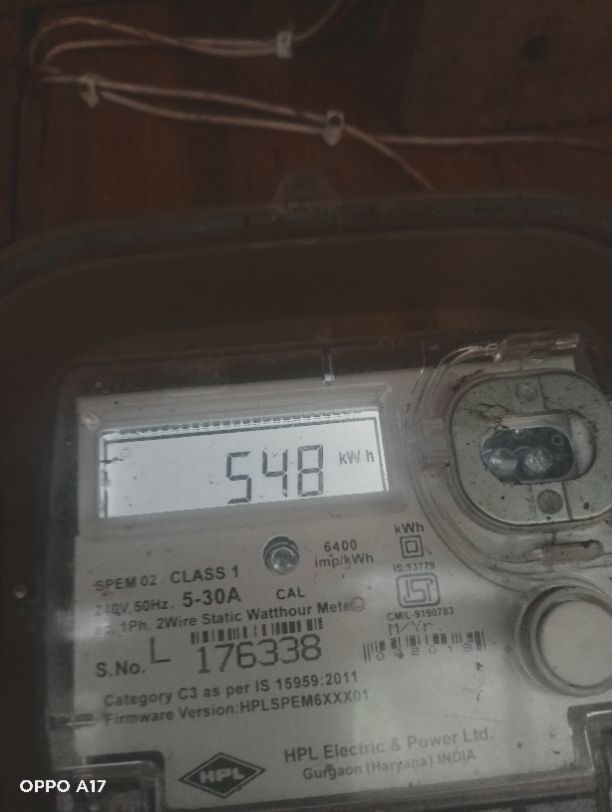 548 kWh
6400
imp/kWh
kWh
IS:13779
CM/L-9190783
M/Yr
SPEM 02 CLASS 1
240V, 50Hz, 5-30A CAL
1Ph, 2Wire Static Watthour Meter
S.No. L 176338
Category C3 as per IS 15959:2011
Firmware Version:HPLSPEM6XXX01
HPL
HPL Electric & Power Ltd.
Gurgaon (Haryana) INDIA
OPPO A17